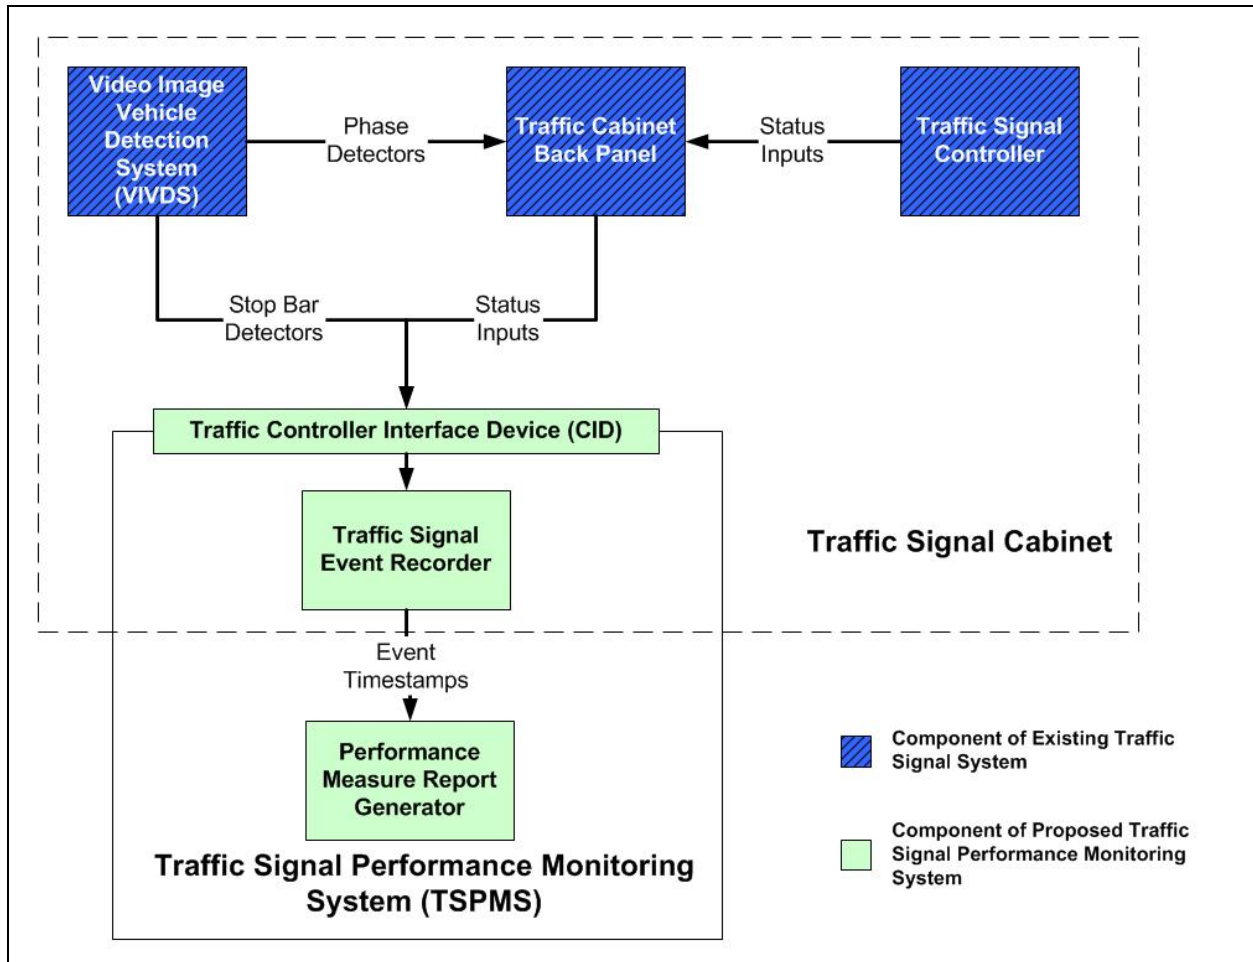 Video Image
Vehicle
Detection
System
(VIVDS)
Phase
Detectors
Traffic Cabinet
Back Panel
Status
Inputs
Traffic Signal
Controller
Stop Bar
Detectors
Status
Inputs
Traffic Controller Interface Device (CID)
Traffic Signal
Event Recorder
Traffic Signal Cabinet
Event
Timestamps
Performance
Measure Report
Generator
Traffic Signal Performance Monitoring
System (TSPMS)
Component of Existing Traffic
Signal System
Component of Proposed Traffic
Signal Performance Monitoring
System